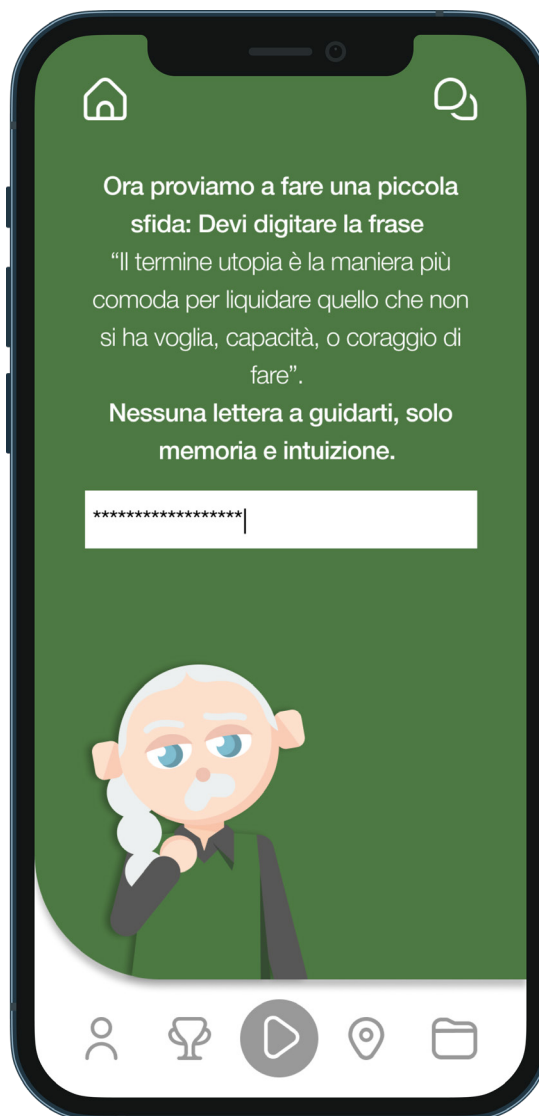 Ora proviamo a fare una piccola
sfida: Devi digitare la frase
“Il termine utopia è la maniera più
comoda per liquidare quello che non
si ha voglia, capacità, o coraggio di
fare”.
Nessuna lettera a guidarti, solo
memoria e intuizione.
******************|